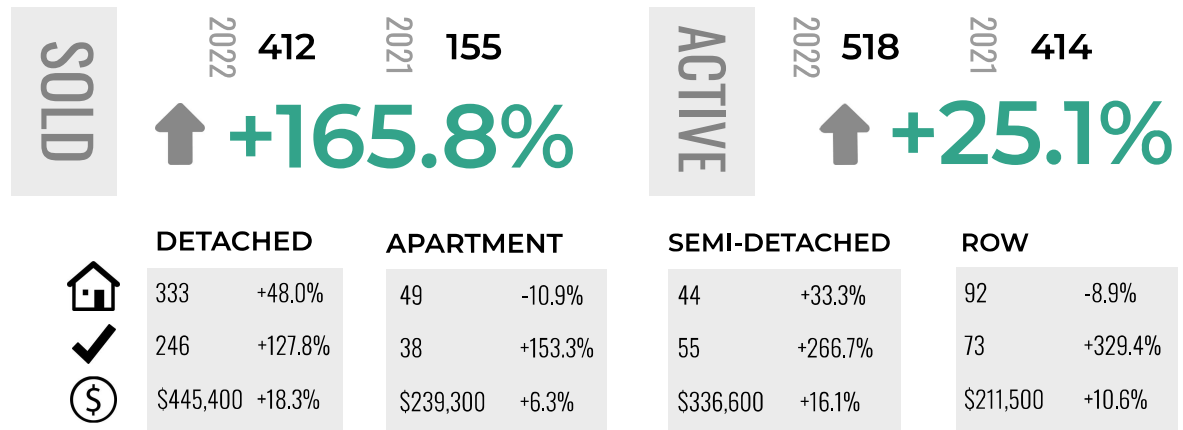 SOLD
2022 412 2021 155
+165.8%
ACTIVE
2022 518 2021 414
+25.1%
DETACHED APARTMENT SEMI-DETACHED ROW
333 +48.0% 49 -10.9% 44 +33.3% 92 -8.9%
246 +127.8% 38 +153.3% 55 +266.7% 73 +329.4%
$ $445,400 +18.3% $239,300 +6.3% $336,600 +16.1% $211,500 +10.6%